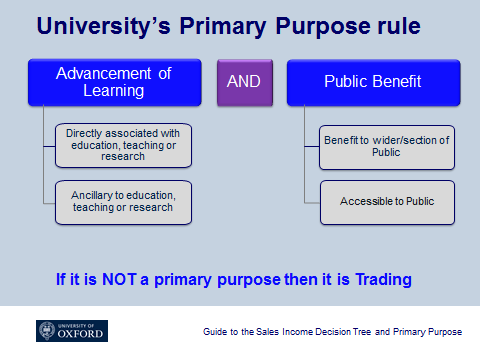 University's Primary Purpose rule
Advancement of
Learning
AND
Public Benefit
Directly associated with
education, teaching or
research
Benefit to wider/section of
Public
Ancillary to education,
teaching or research
Accessible to Public
If it is NOT a primary purpose then it is Trading
UNIVERSITY OF
OXFORD
Guide to the Sales Income Decision Tree and Primary Purpose